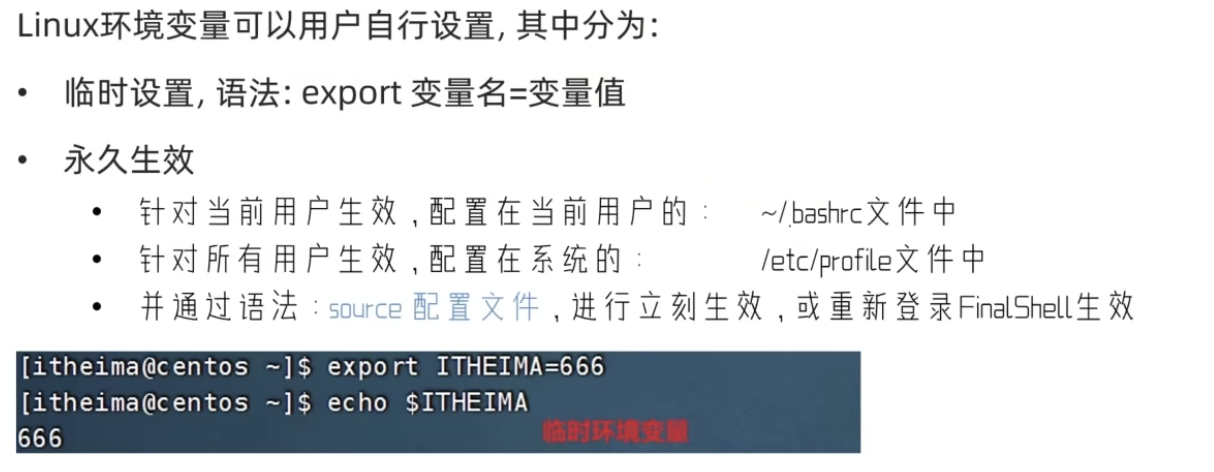 Linux环境变量可以用户自行设置, 其中分为:
• 临时设置, 语法: export 变量名=变量值
• 永久生效
• 针对当前用户生效,配置在当前用户的: ~/.bashrc文件中
• 针对所有用户生效,配置在系统的: /etc/profile文件中
• 并通过语法:source 配置文件,进行立刻生效,或重新登录FinalShell生效
[itheima@centos ~]$ export ITHEIMA=666
[itheima@centos ~]$ echo $ITHEIMA
666 临时环境变量